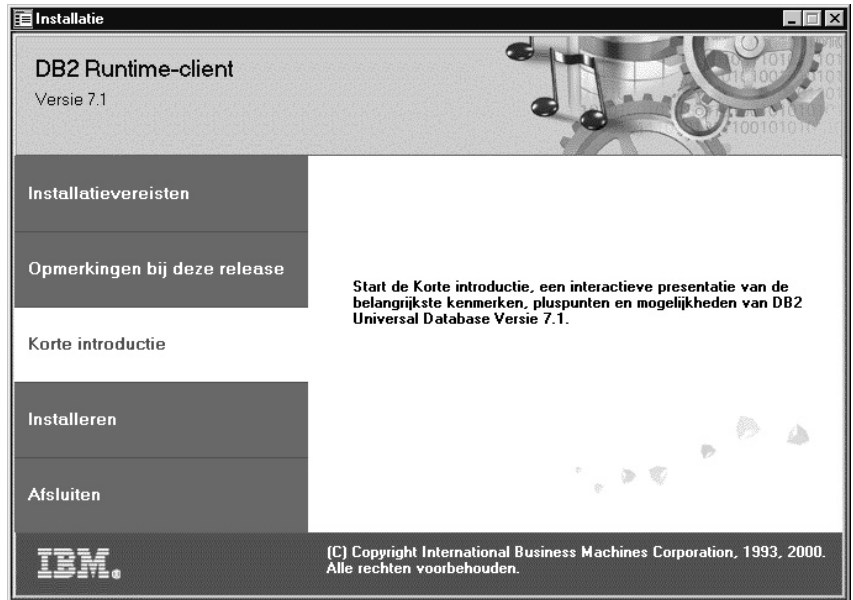 Installatie
DB2 Runtime-client
Versie 7.1
Installatievereisten
Opmerkingen bij deze release
Korte introductie
Installeren
Afsluiten
Start de Korte introductie, een interactieve presentatie van de
belangrijkste kenmerken, pluspunten en mogelijkheden van DB2
Universal Database Versie 7.1.
IBM®
(C) Copyright International Business Machines Corporation, 1993, 2000.
Alle rechten voorbehouden.